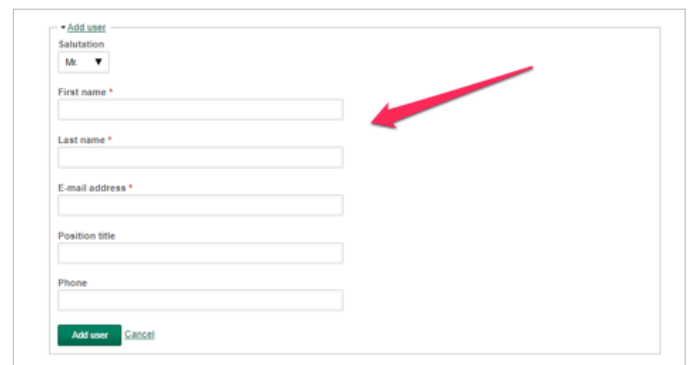 Add user
Salutation
Mr.
First name *
Last name *
E-mail address *
Position title
Phone
Add user Cancel